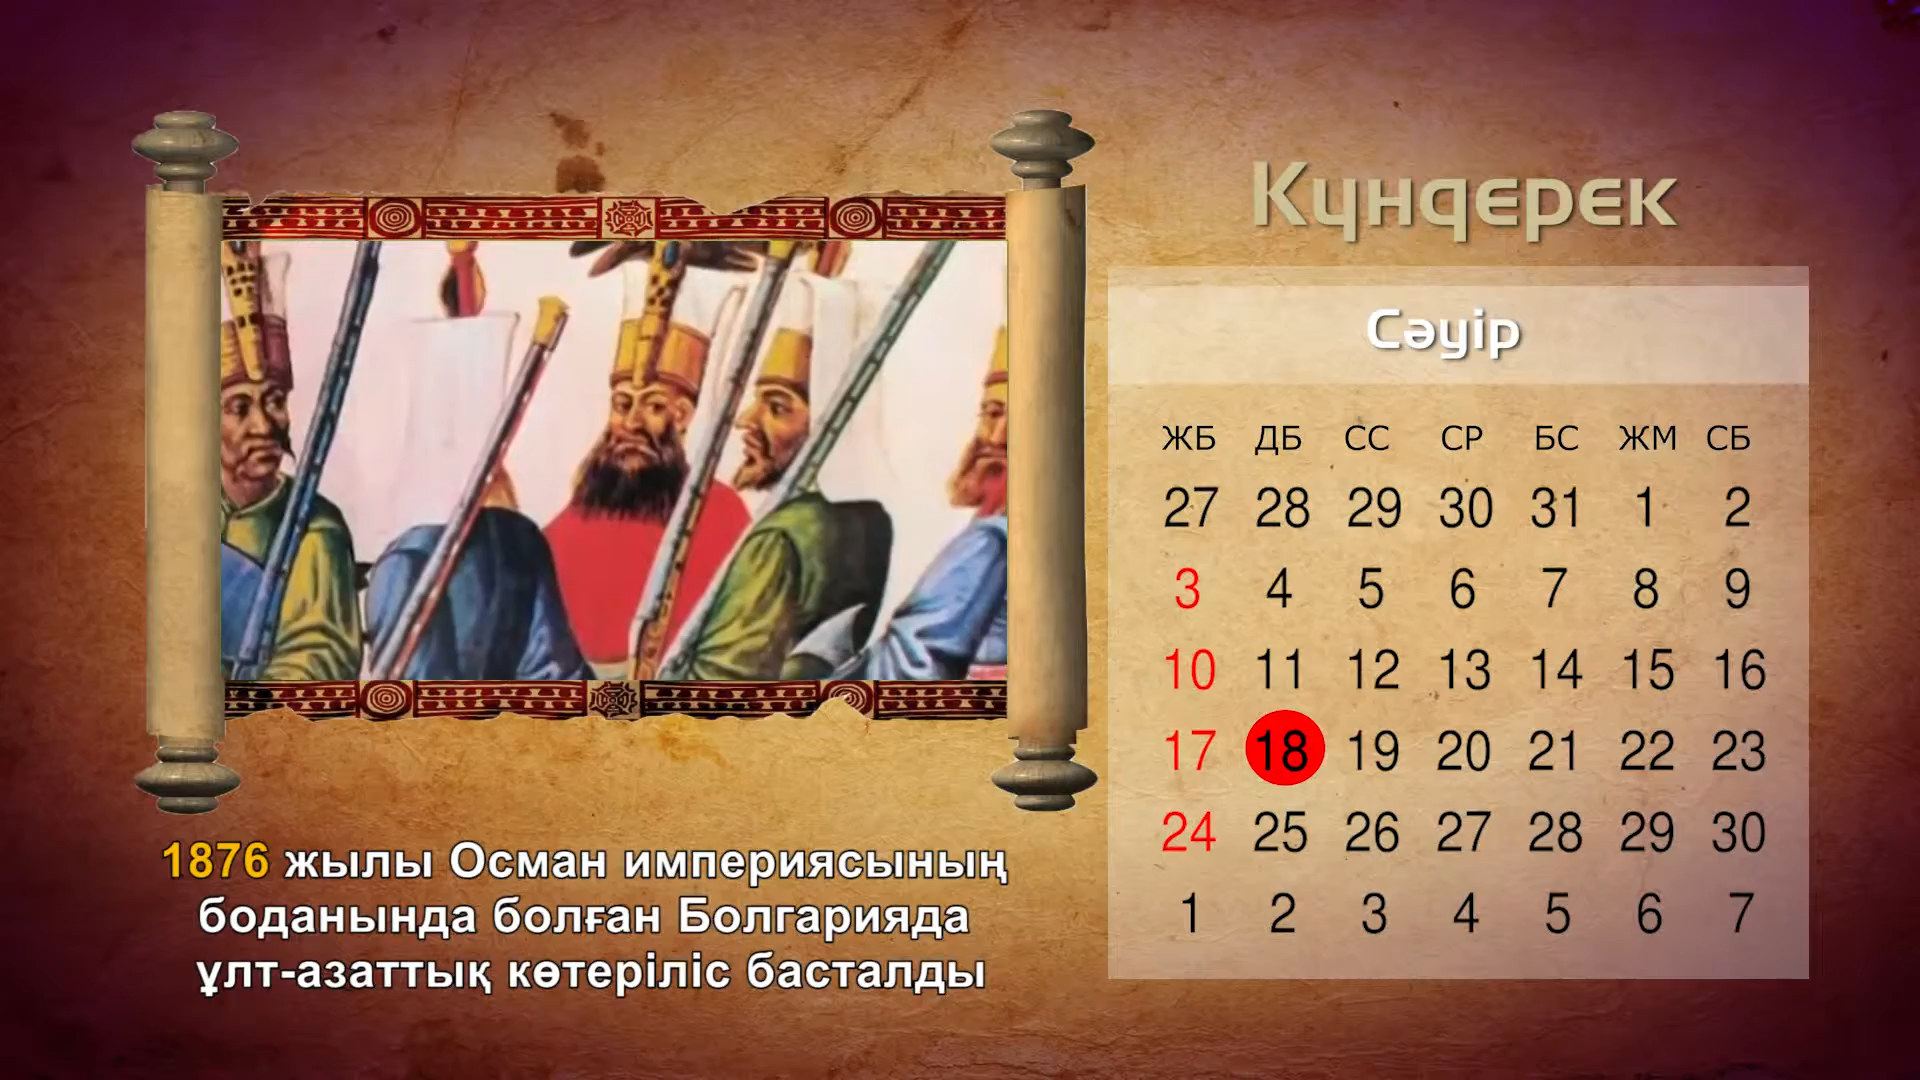 Күндерек
Сәуір
ЖБ ДБ СС СР БС ЖМ СБ
27 28 29 30 31 1 2
3 4 5 6 7 8 9
10 11 12 13 14 15 16
17 18 19 20 21 22 23
24 25 26 27 28 29 30
1 2 3 4 5 6 7
1876 жылы Осман империясының
боданында болған Болгарияда
ұлт-азаттық көтеріліс басталды